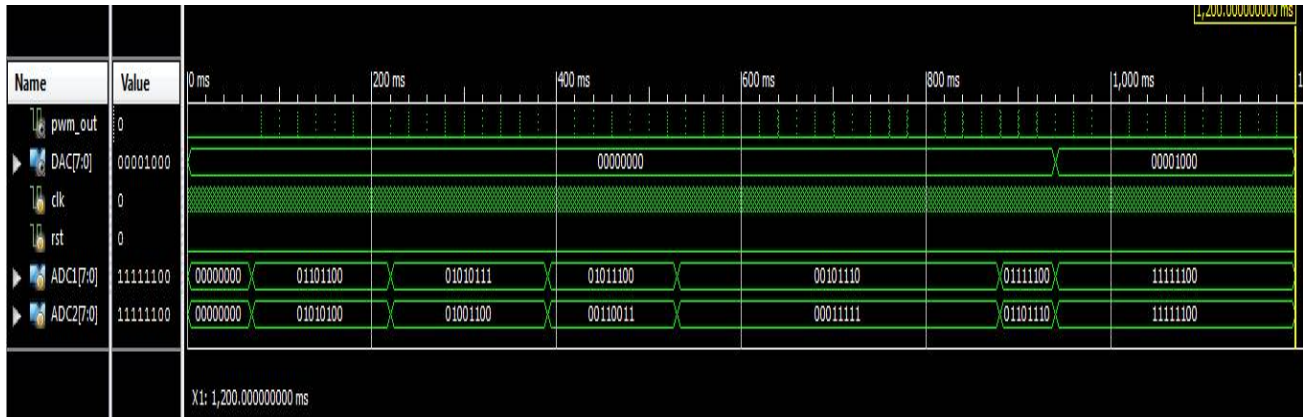 1,200.000000000 ms
Name Value 0 ms 200 ms 400 ms 600 ms 800 ms 1,000 ms 1
pwm_out 0
DAC[7:0] 00001000 00000000 00001000
clk 0
rst 0
ADC1[7:0] 11111100 00000000 01101100 01010111 01011100 00101110 01111100 11111100
ADC2[7:0] 11111100 00000000 01010100 01001100 00110011 00011111 01101110 11111100
X1: 1,200.000000000 ms